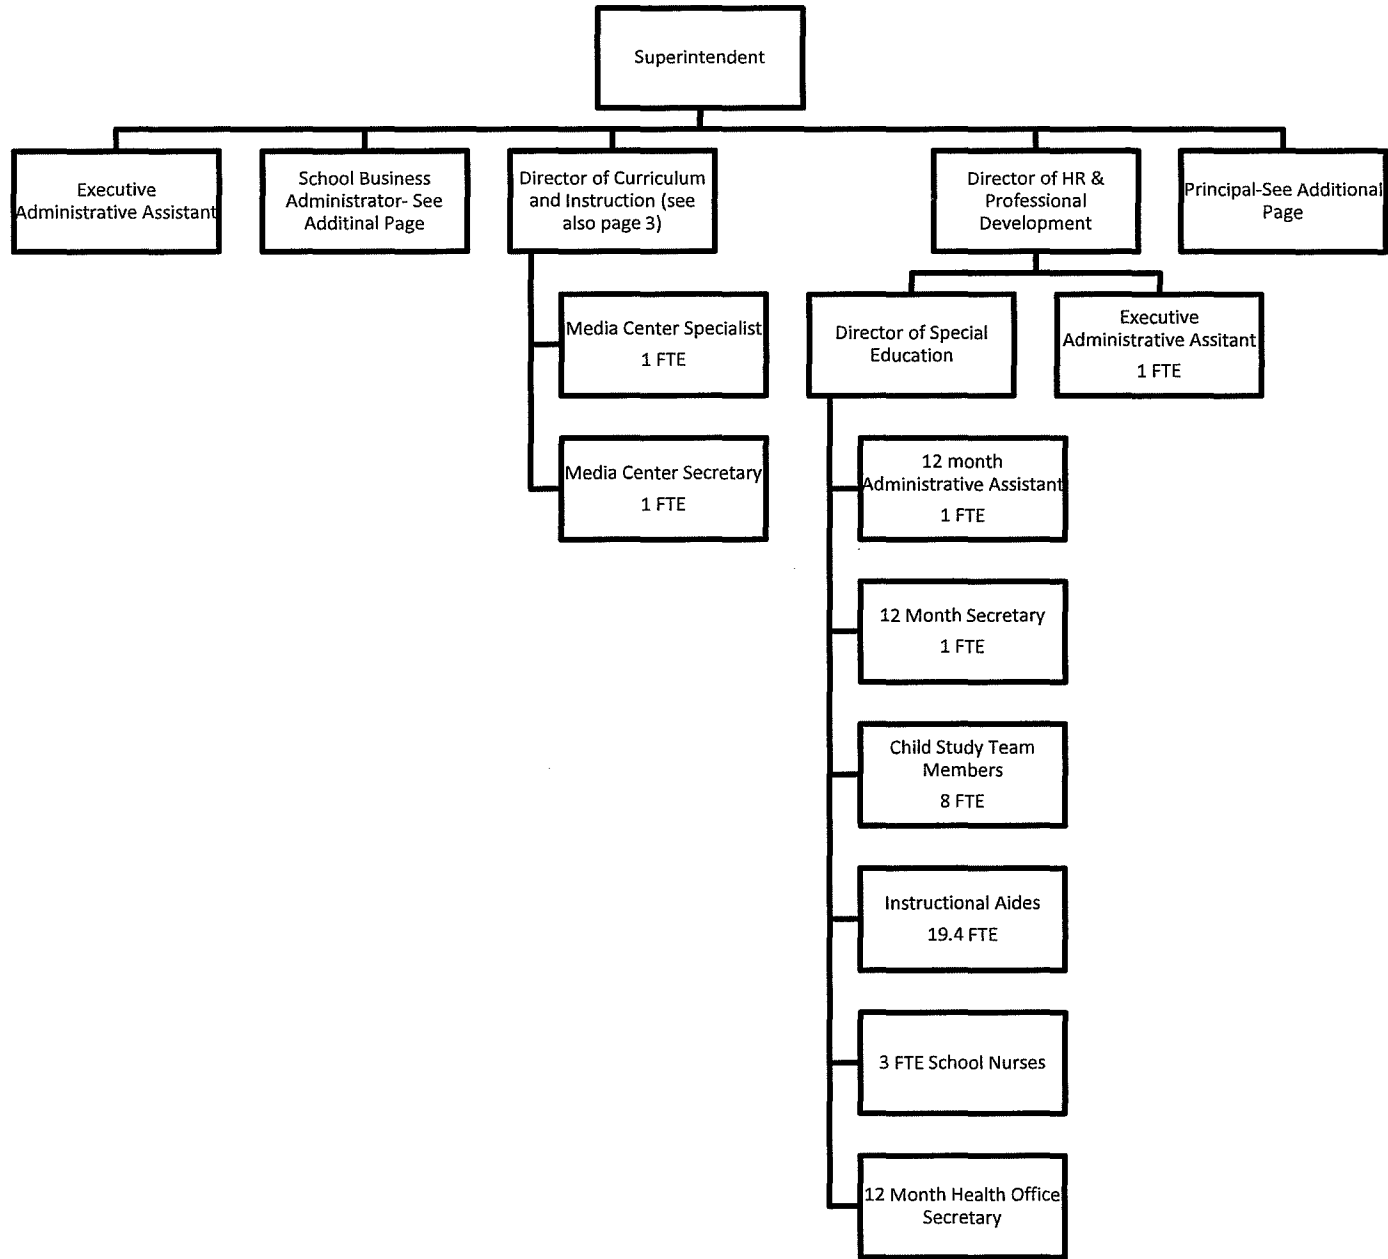 Superintendent
Executive
Administrative Assistant
School Business
Administrator- See
Additinal Page
Director of Curriculum
and Instruction (see
also page 3)
Director of HR &
Professional
Development
Principal-See Additional
Page
Media Center Specialist
1 FTE
Media Center Secretary
1 FTE
Director of Special
Education
Executive
Administrative Assitant
1 FTE
12 month
Administrative Assistant
1 FTE
12 Month Secretary
1 FTE
Child Study Team
Members
8 FTE
Instructional Aides
19.4 FTE
3 FTE School Nurses
12 Month Health Office
Secretary